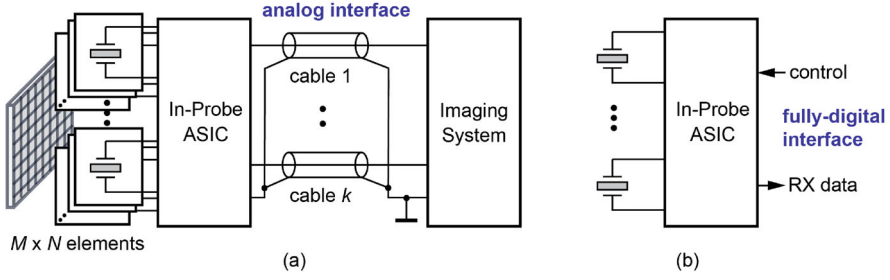 analog interface
cable 1
In-Probe
ASIC
Imaging
System
cable k
M x N elements
(a)
In-Probe
ASIC
control
fully-digital
interface
RX data
(b)